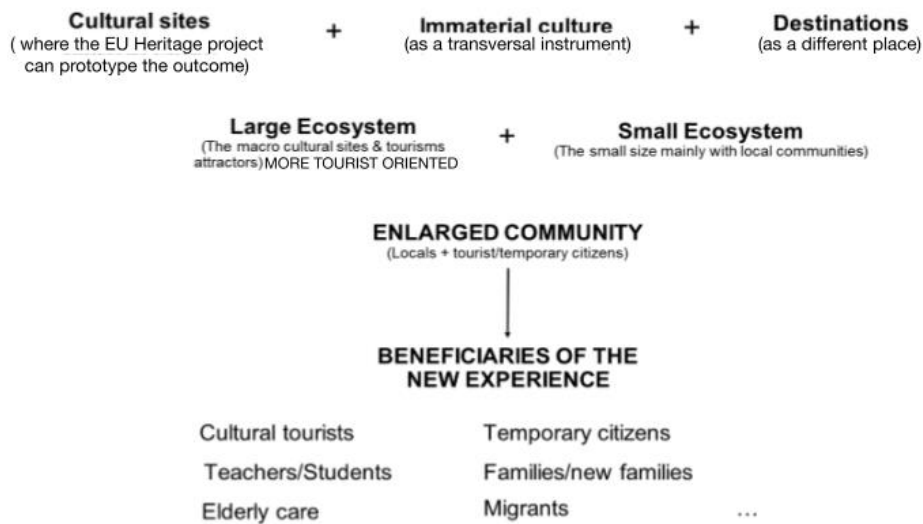 Cultural sites + Immaterial culture + Destinations
( where the EU Heritage project (as a transversal instrument) (as a different place)
can prototype the outcome)
Large Ecosystem + Small Ecosystem
(The macro cultural sites & tourisms (The small size mainly with local communities)
attractors) MORE TOURIST ORIENTED
ENLARGED COMMUNITY
(Locals + tourist/temporary citizens)
BENEFICIARIES OF THE
NEW EXPERIENCE
Cultural tourists Temporary citizens
Teachers/Students Families/new families
Elderly care Migrants ...